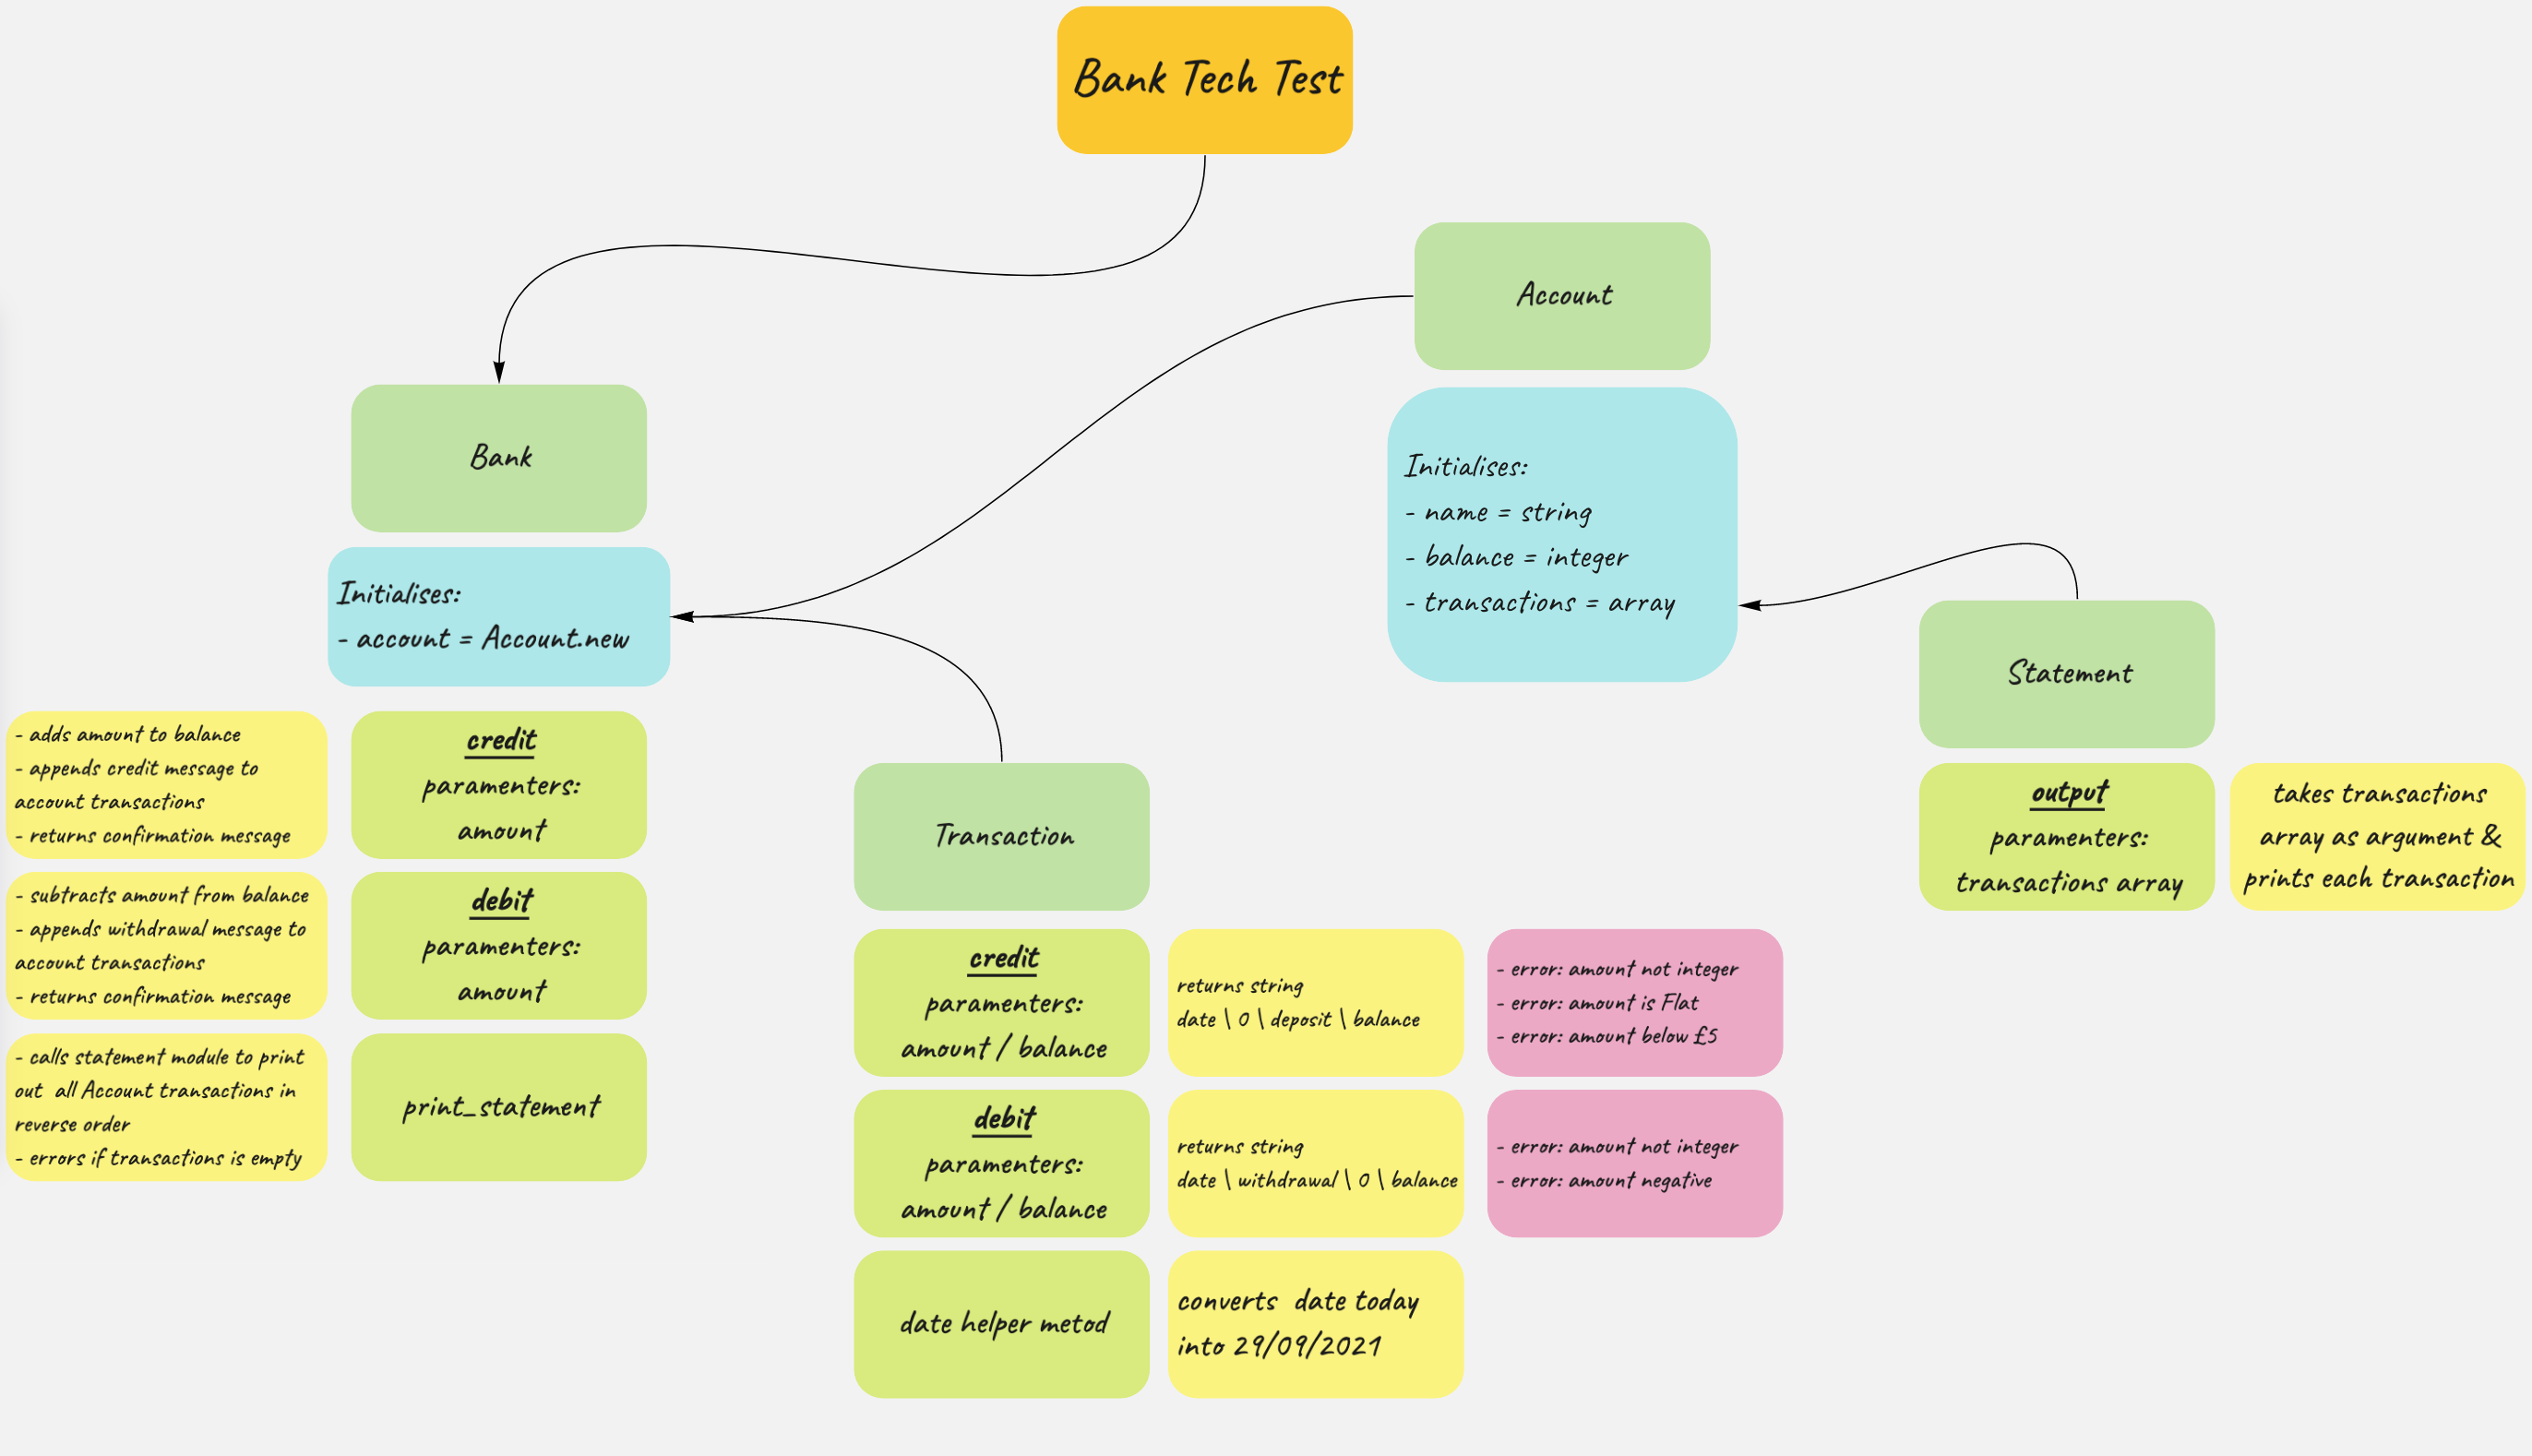 Bank Tech Test
Account
Initialises:
- name = string
- balance = integer
- transactions = array
Bank
Initialises:
- account = Account.new
- adds amount to balance
- appends credit message to
account transactions
- returns confirmation message
credit
paramenters:
amount
- subtracts amount from balance
- appends withdrawal message to
account transactions
- returns confirmation message
debit
paramenters:
amount
- calls statement module to print
out all Account transactions in
reverse order
- errors if transactions is empty
print_statement
Transaction
credit
paramenters:
amount / balance
returns string
date \ 0 \ deposit \ balance
- error: amount not integer
- error: amount is Flat
- error: amount below £5
debit
paramenters:
amount / balance
returns string
date \ withdrawal \ 0 \ balance
- error: amount not integer
- error: amount negative
date helper metod
converts date today
into 29/09/2021
Statement
output
paramenters:
transactions array
takes transactions
array as argument &
prints each transaction